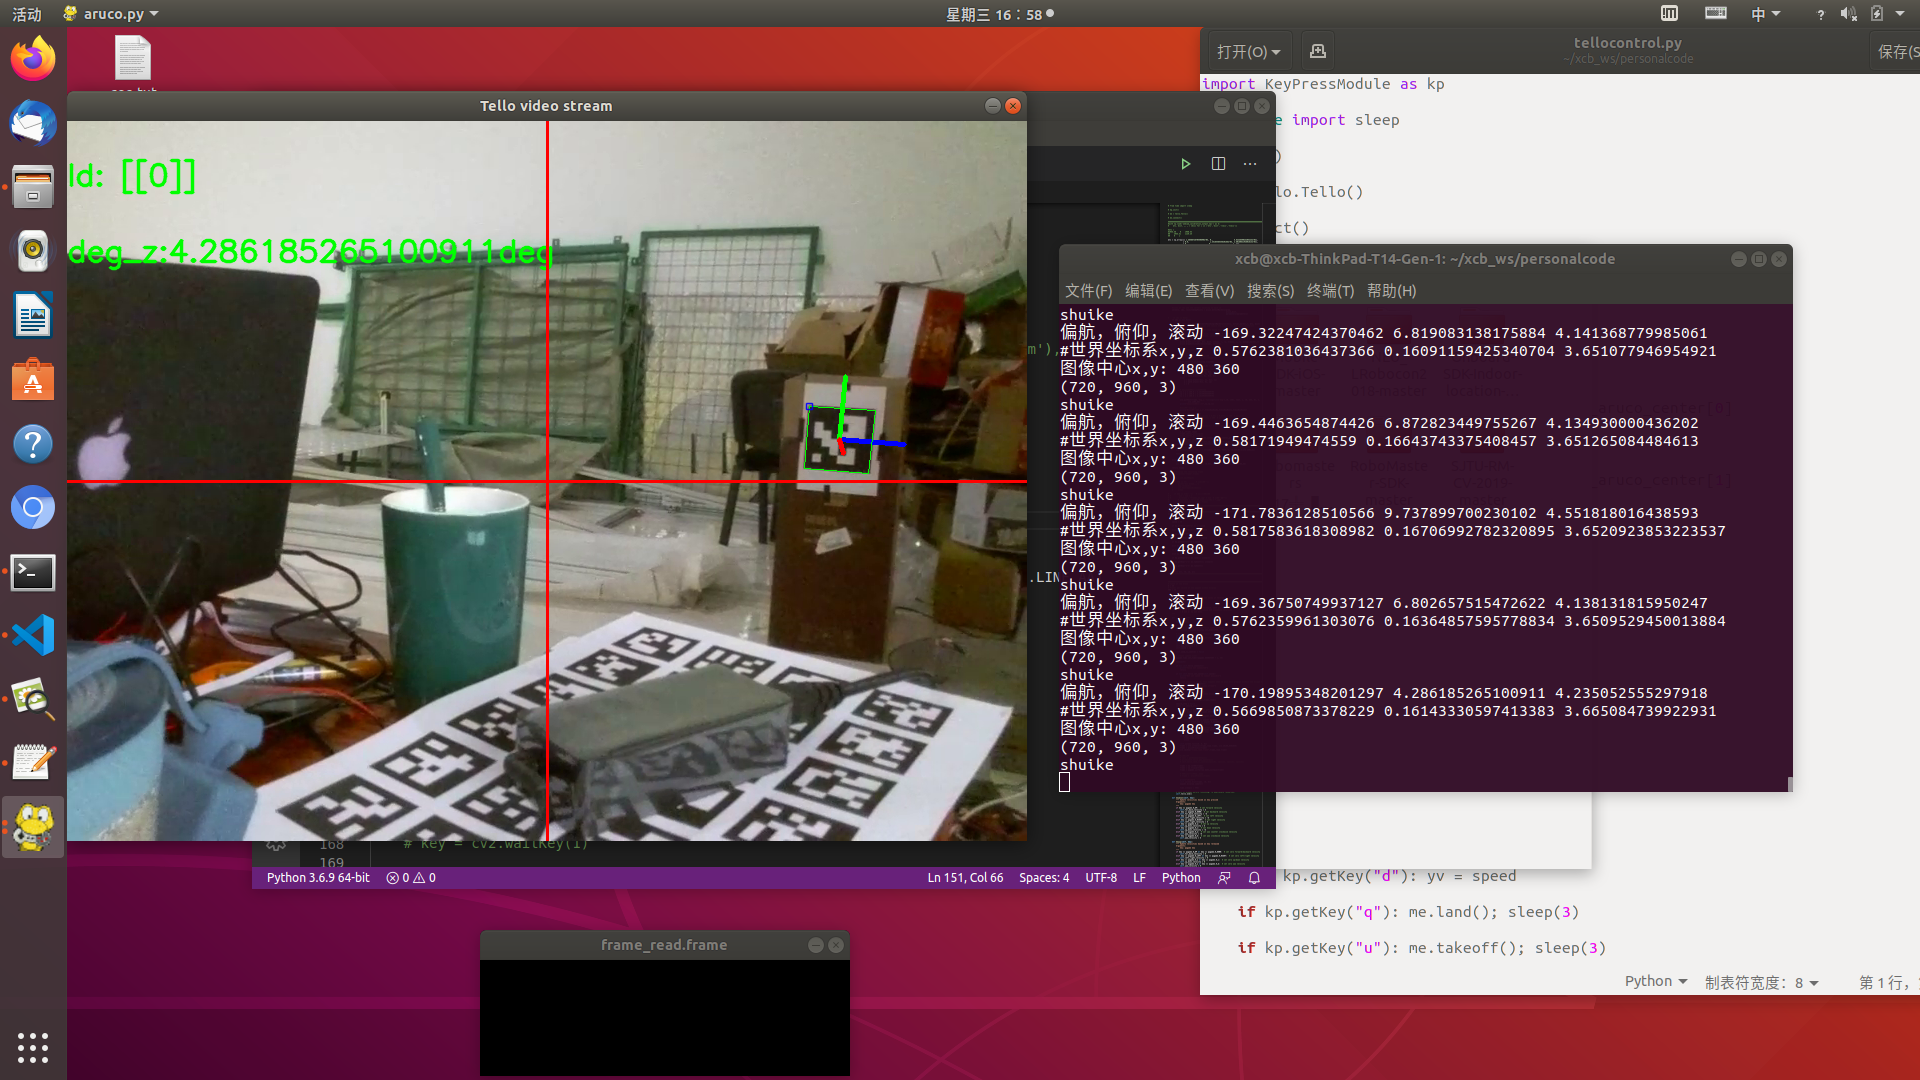 活动
aruco.py
星期三 16：58
中
Tello video stream
Id: [[0]]
deg_z:4.286185265100911deg
168
# key = cv2.waitKey(1)
169
Python 3.6.9 64-bit
0
0
Ln 151, Col 66
Spaces: 4
UTF-8
LF
Python
frame_read.frame
打开(O)
tellocontrol.py
~/xcb_ws/personalcode
import KeyPressModule as kp
e import sleep
)
lo.Tello()
ct()
m'),
.LIN
xcb@xcb-ThinkPad-T14-Gen-1: ~/xcb_ws/personalcode
文件(F) 编辑(E) 查看(V) 搜索(S) 终端(T) 帮助(H)
shuike
偏航，俯仰，滚动 -169.32247424370462 6.819083138175884 4.141368779985061
#世界坐标系x,y,z 0.5762381036437366 0.16091159425340704 3.651077946954921
图像中心x,y: 480 360
(720, 960, 3)
shuike
偏航，俯仰，滚动 -169.4463654874426 6.872823449755267 4.134930000436202
#世界坐标系x,y,z 0.58171949474559 0.16643743375408457 3.651265084484613
图像中心x,y: 480 360
(720, 960, 3)
shuike
偏航，俯仰，滚动 -171.7836128510566 9.737899700230102 4.551818016438593
#世界坐标系x,y,z 0.5817583618308982 0.16706992782320895 3.6520923853223537
图像中心x,y: 480 360
(720, 960, 3)
shuike
偏航，俯仰，滚动 -169.36750749937127 6.802657515472622 4.138131815950247
#世界坐标系x,y,z 0.5762359961303076 0.16364857595778834 3.6509529450013884
图像中心x,y: 480 360
(720, 960, 3)
shuike
偏航，俯仰，滚动 -170.19895348201297 4.286185265100911 4.235052555297918
#世界坐标系x,y,z 0.5669850873378229 0.16143330597413383 3.665084739922931
图像中心x,y: 480 360
(720, 960, 3)
shuike
kp.getKey("d"): yv = speed
if kp.getKey("q"): me.land(); sleep(3)
if kp.getKey("u"): me.takeoff(); sleep(3)
Python
制表符宽度：8
第 1 行，